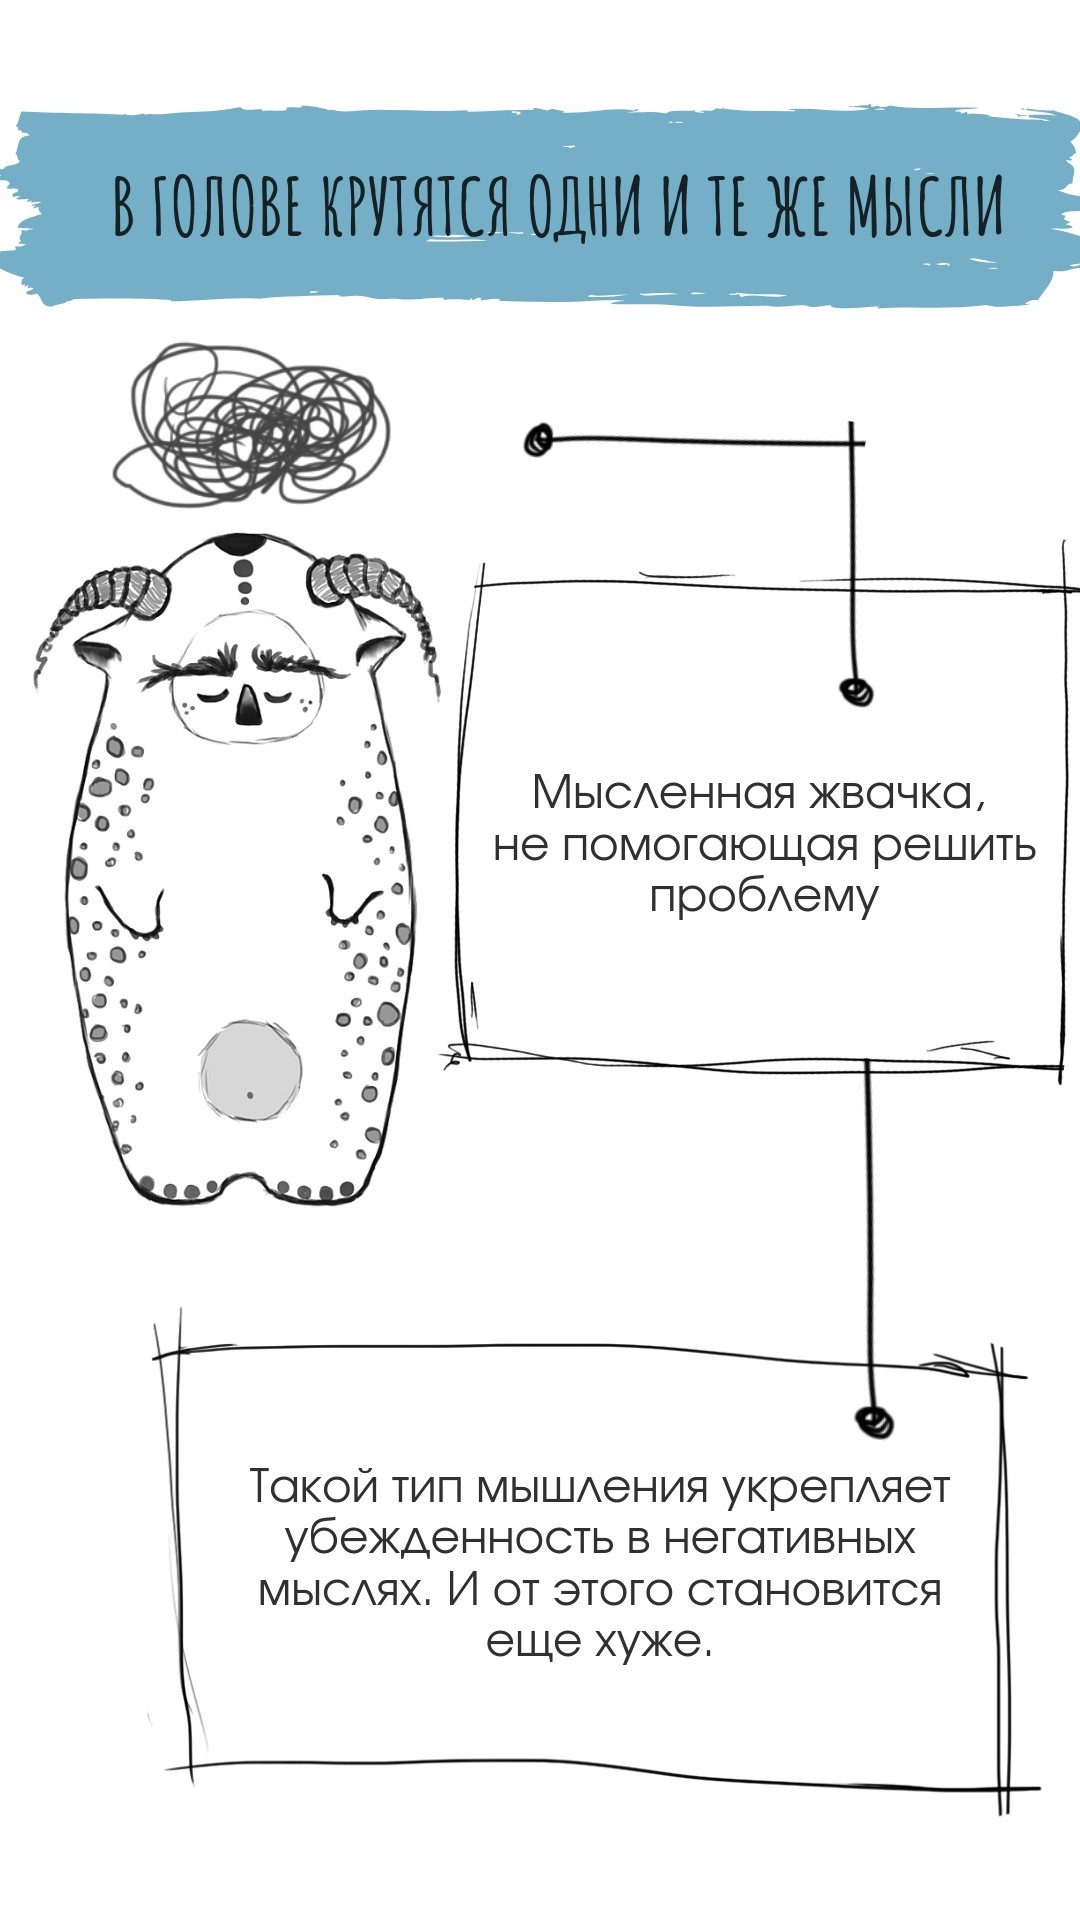 В ГОЛОВЕ КРУТЯТСЯ ОДНИ И ТЕ ЖЕ МЫСЛИ
Мысленная жвачка,
не помогающая решить
проблему
Такой тип мышления укрепляет
убежденность в негативных
мыслях. И от этого становится
еще хуже.